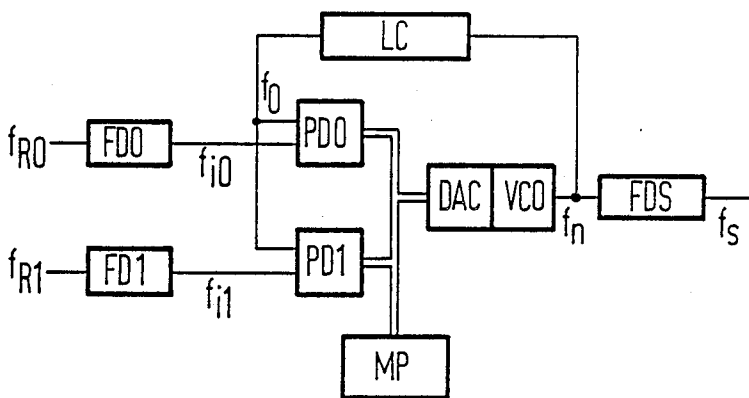 LC
f0
fR0
FD0
fi0
PD0
DAC
VCO
fn
FDS
fs
fR1
FD1
fi1
PD1
MP